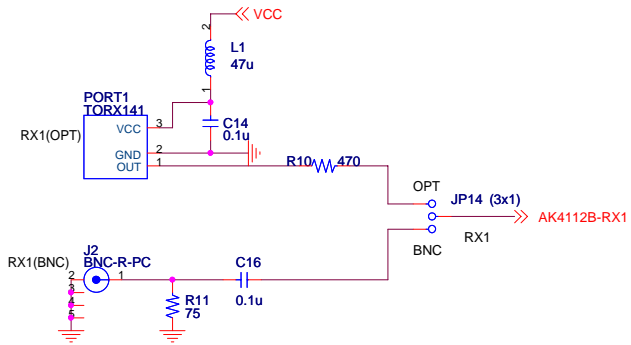 VCC
2
L1
47u
1
PORT1
TORX141
RX1(OPT)
VCC
3
C14
0.1u
GND
2
OUT
1
R10
470
OPT
JP14 (3x1)
AK4112B-RX1
RX1
BNC
J2
BNC-R-PC
RX1(BNC)
2
1
3
4
5
C16
0.1u
R11
75